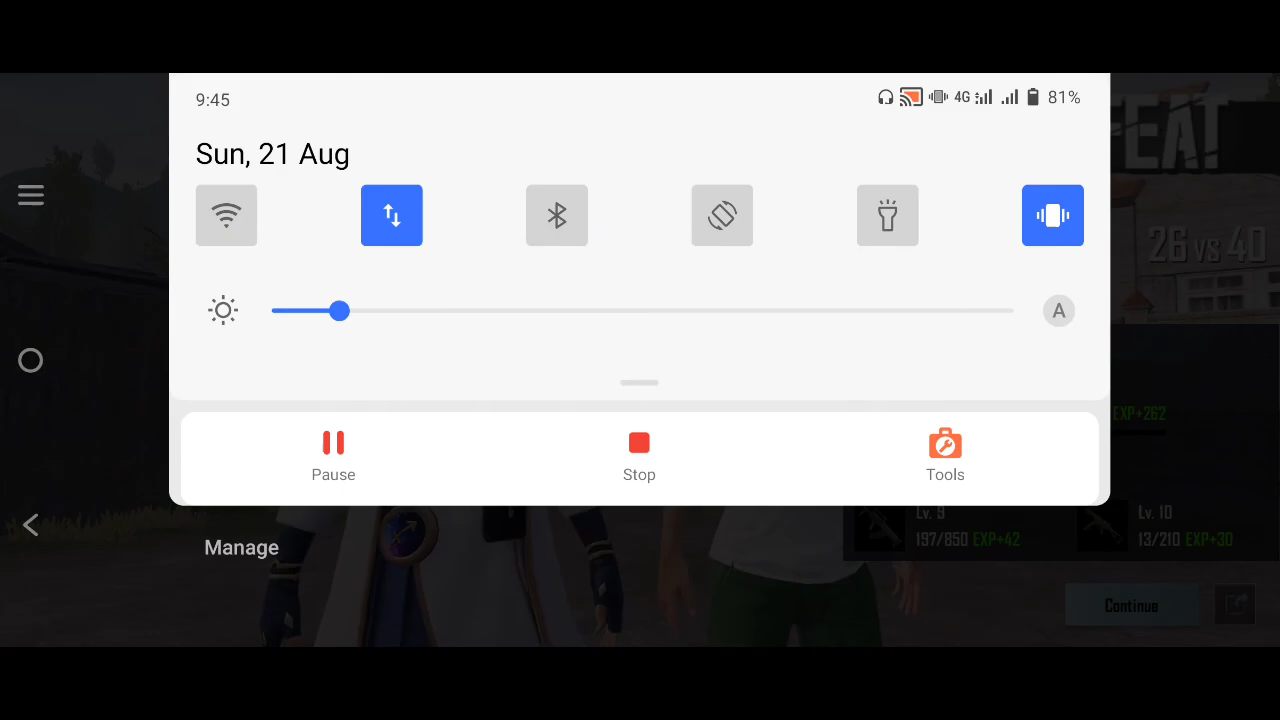 9:45
4G
81%
Sun, 21 Aug
A
EAT
26 VS 40
EXP+262
Pause
Stop
Tools
Lv. 9
Lv. 10
197/850 EXP+42
13/210 EXP+30
Manage
Continue